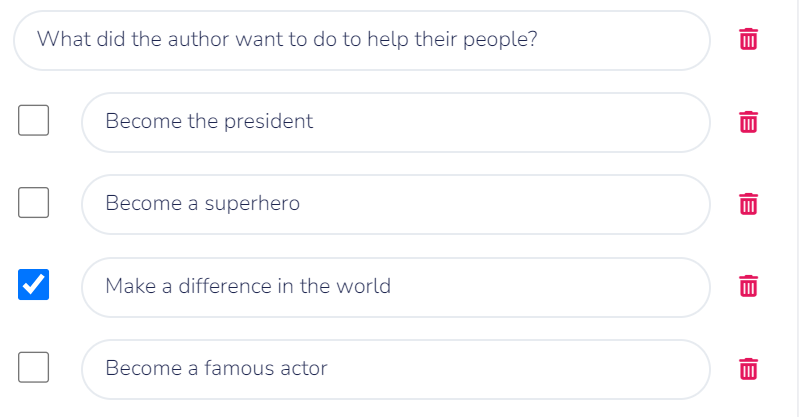 What did the author want to do to help their people?
Become the president
Become a superhero
Make a difference in the world
Become a famous actor